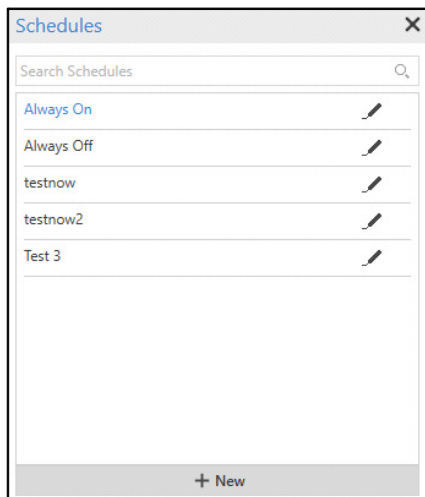 Schedules
Search Schedules
Always On
Always Off
testnow
testnow2
Test 3
+ New